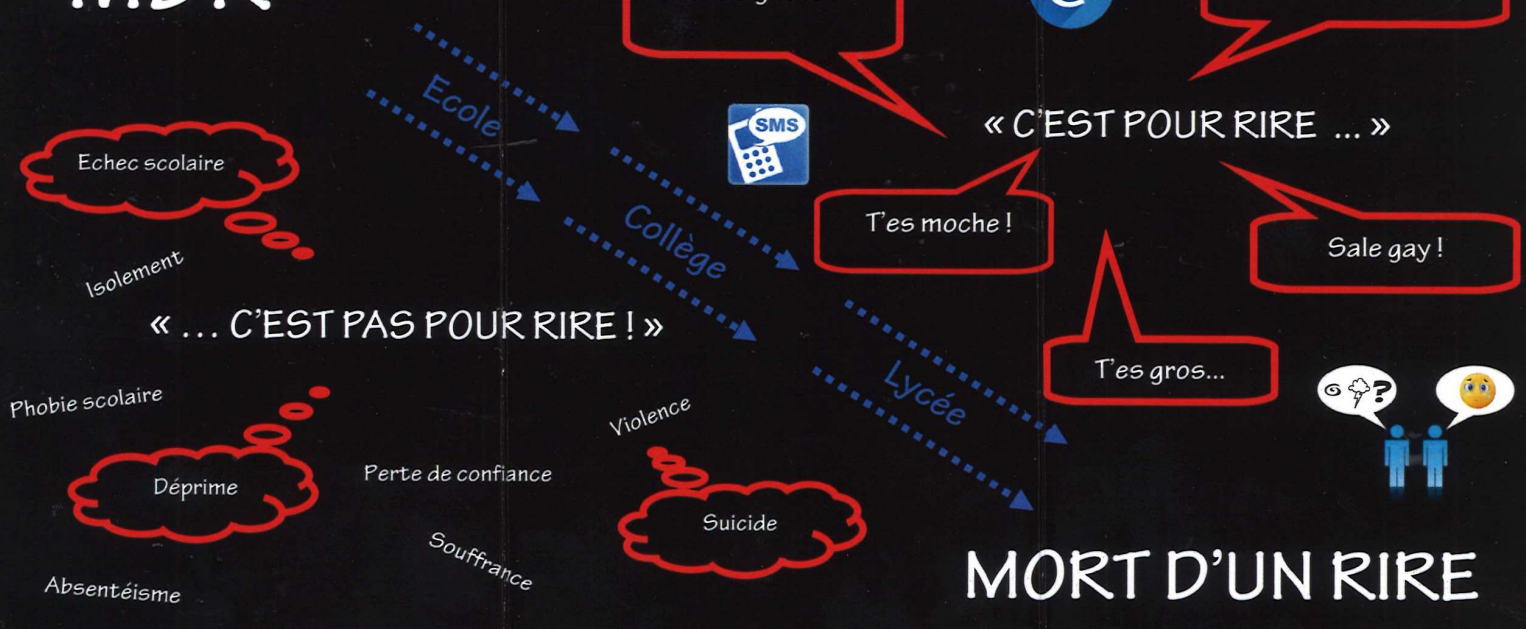 Ecole
SMS
« C'EST POUR RIRE ... »
Echec scolaire
T'es moche !
Collège
Sale gay !
Isolement
« ... C'EST PAS POUR RIRE ! »
T'es gros...
Lycée
?
Phobie scolaire
Violence
Déprime
Perte de confiance
Suicide
Souffrance
Absentéisme
MORT D'UN RIRE